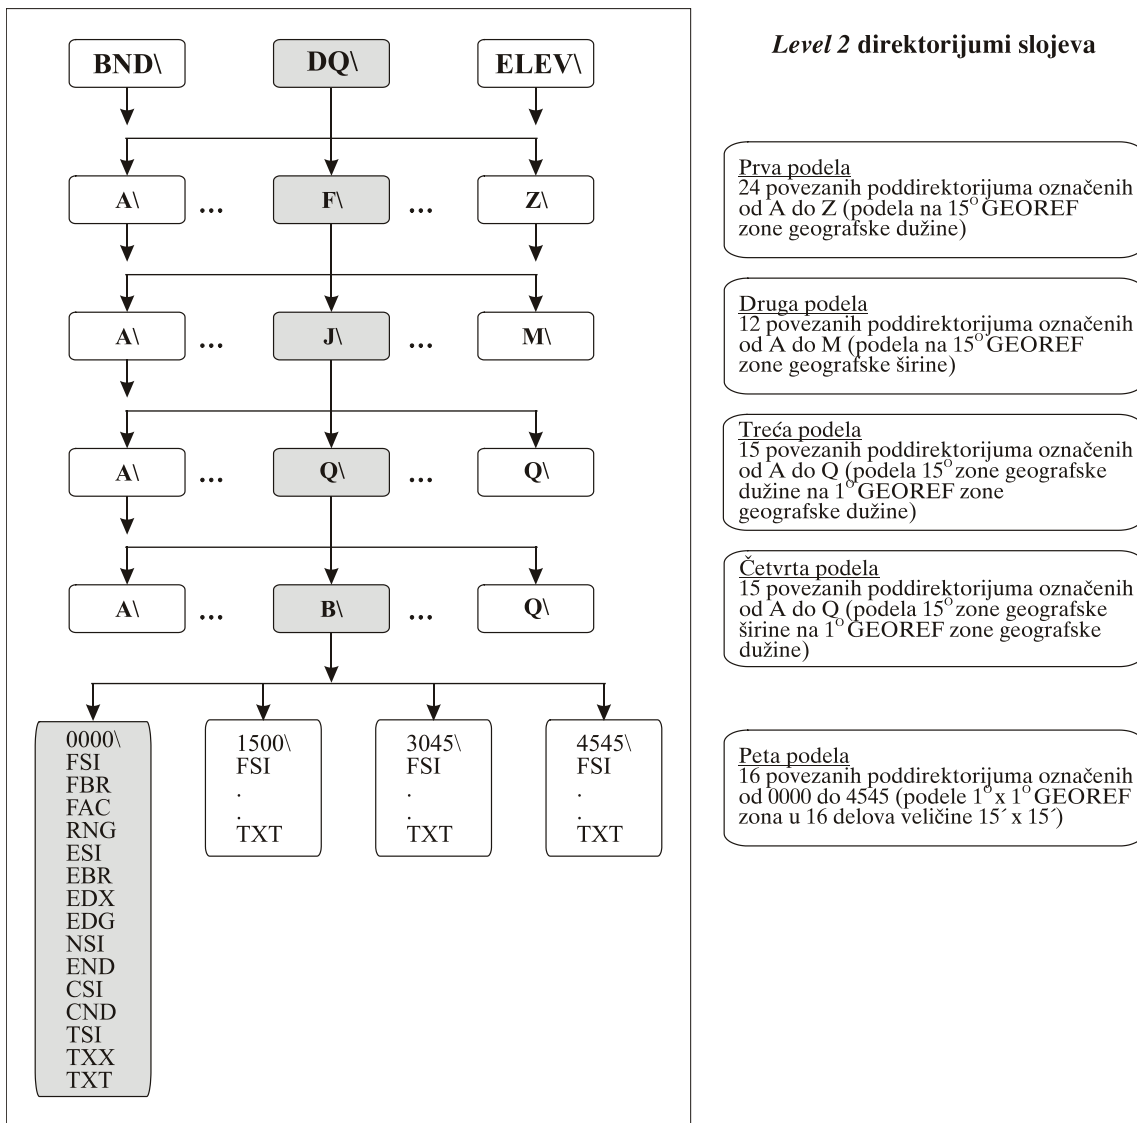 Level 2 direktorijumi slojeva
BND\ DQ\ ELEV\
A\ ... F\ ... Z\
Prva podela
24 povezanih poddirektorijuma označenih
od A do Z (podela na 15° GEOREF
zone geografske dužine)
A\ ... J\ ... M\
Druga podela
12 povezanih poddirektorijuma označenih
od A do M (podela na 15° GEOREF
zone geografske širine)
A\ ... Q\ ... Q\
Treća podela
15 povezanih poddirektorijuma označenih
od A do Q (podela 15° zone geografske
dužine na 1° GEOREF zone
geografske dužine)
A\ ... B\ ... Q\
Četvrta podela
15 povezanih poddirektorijuma označenih
od A do Q (podela 15° zone geografske
širine na 1° GEOREF zone geografske
dužine)
0000\
FSI
FBR
FAC
RNG
ESI
EBR
EDX
EDG
NSI
END
CSI
CND
TSI
TXX
TXT
1500\
FSI
.
.
TXT
3045\
FSI
.
.
TXT
4545\
FSI
.
.
TXT
Peta podela
16 povezanih poddirektorijuma označenih
od 0000 do 4545 (podele 1° x 1° GEOREF
zona u 16 delova veličine 15´ x 15´)